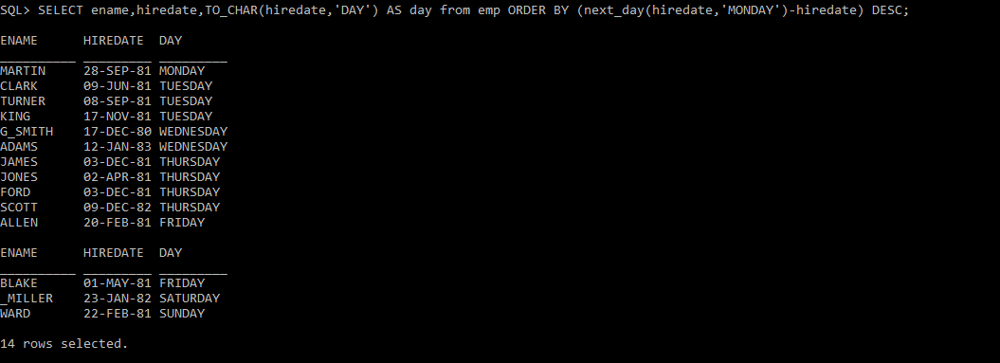 SQL> SELECT ename,hiredate,TO_CHAR(hiredate,'DAY') AS day from emp ORDER BY (next_day(hiredate,'MONDAY')-hiredate) DESC;
ENAME      HIREDATE  DAY
__________ _________ _________
MARTIN     28-SEP-81 MONDAY
CLARK      09-JUN-81 TUESDAY
TURNER     08-SEP-81 TUESDAY
KING       17-NOV-81 TUESDAY
G_SMITH    17-DEC-80 WEDNESDAY
ADAMS      12-JAN-83 WEDNESDAY
JAMES      03-DEC-81 THURSDAY
JONES      02-APR-81 THURSDAY
FORD       03-DEC-81 THURSDAY
SCOTT      09-DEC-82 THURSDAY
ALLEN      20-FEB-81 FRIDAY
ENAME      HIREDATE  DAY
__________ _________ _________
BLAKE      01-MAY-81 FRIDAY
_MILLER    23-JAN-82 SATURDAY
WARD       22-FEB-81 SUNDAY
14 rows selected.